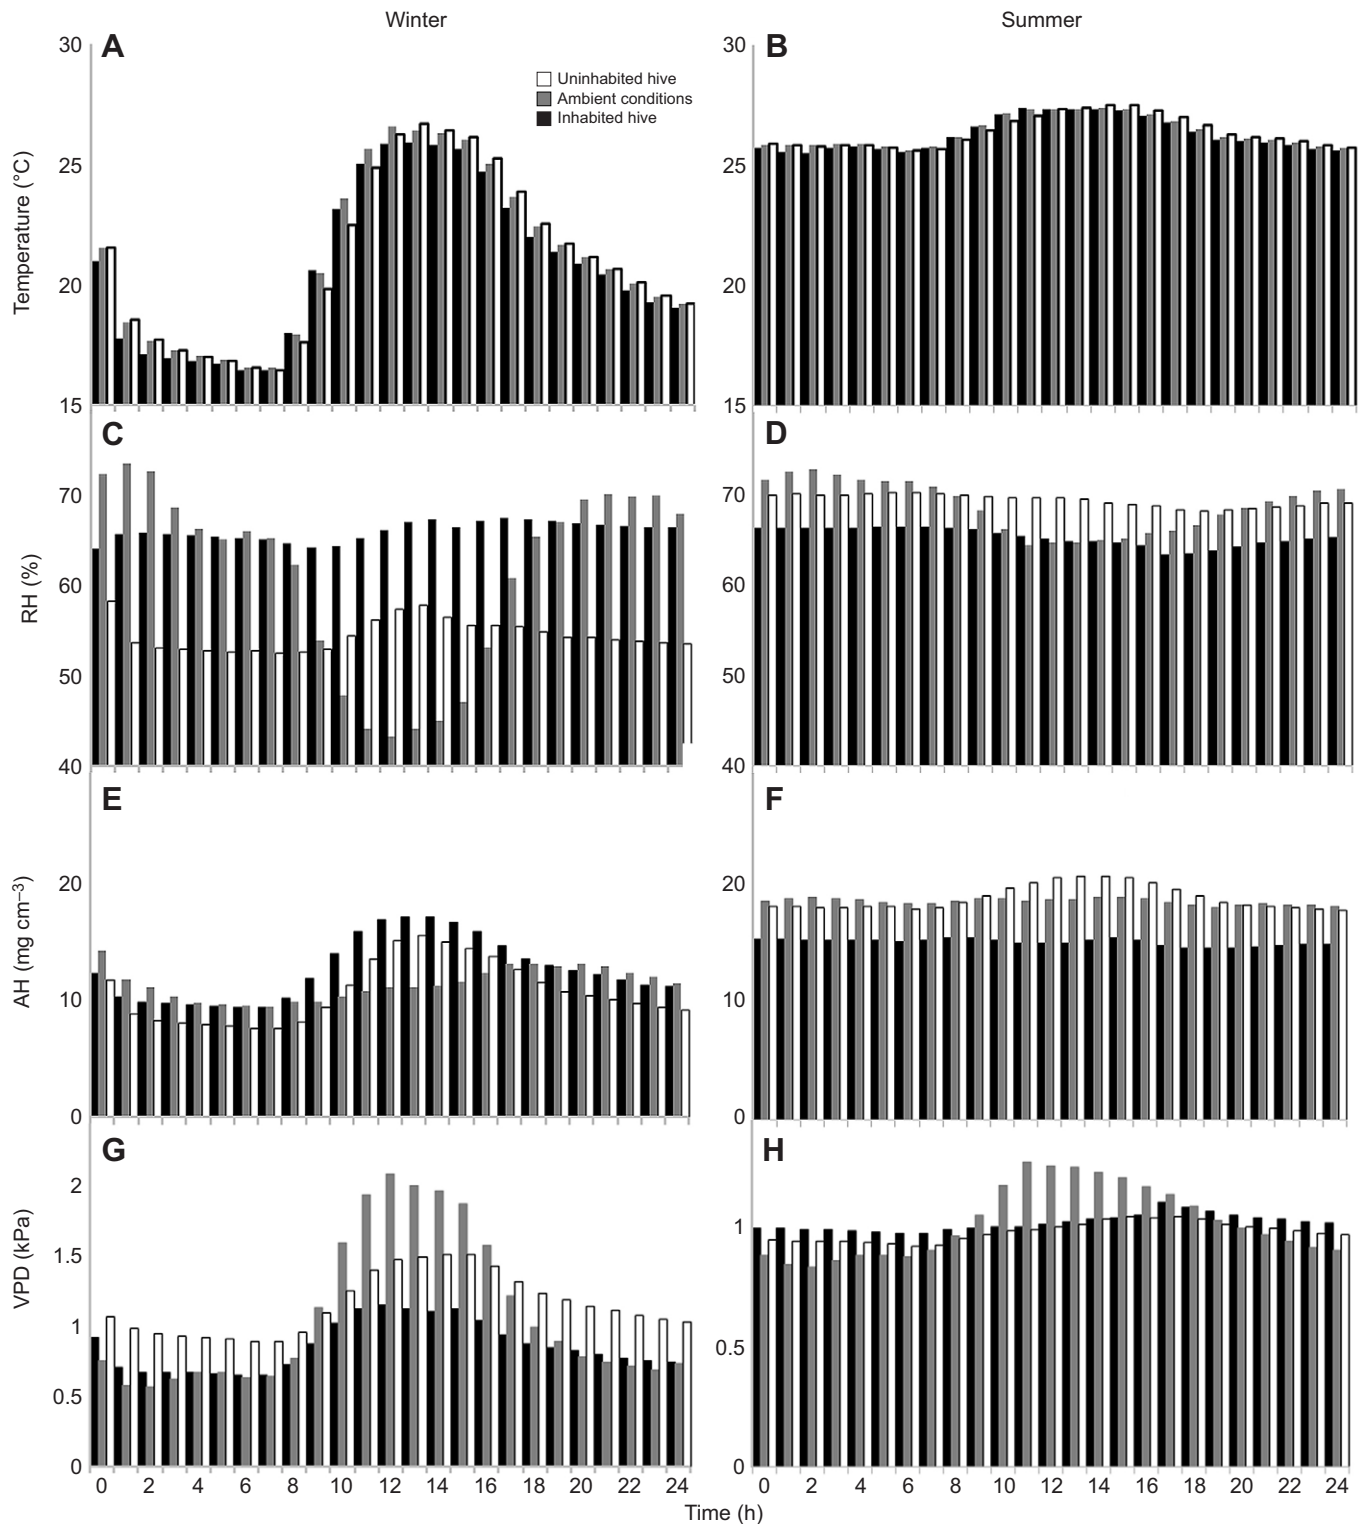 Winter
Summer
A
B
Uninhabited hive
Ambient conditions
Inhabited hive
Temperature (°C)
30
25
20
15
30
25
20
15
C
D
RH (%)
70
60
50
40
70
60
50
40
E
F
AH (mg cm⁻³)
20
10
0
20
10
0
G
H
VPD (kPa)
2
1.5
1
0.5
0
1
0.5
0
0 2 4 6 8 10 12 14 16 18 20 22 24
0 2 4 6 8 10 12 14 16 18 20 22 24
Time (h)